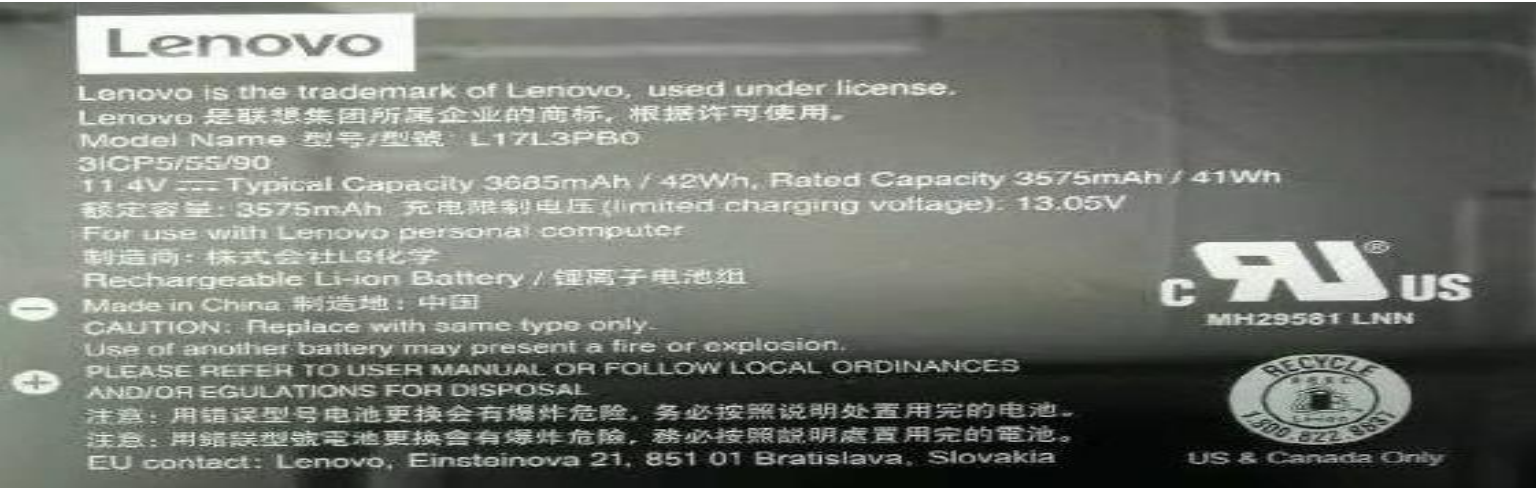 Lenovo
Lenovo is the trademark of Lenovo, used under license.
Lenovo 是联想集团所属企业的商标，根据许可使用。
Model Name 型号/型號: L17L3PB0
3ICP5/55/90
11.4V Typical Capacity 3685mAh / 42Wh, Rated Capacity 3575mAh / 41Wh
额定容量: 3575mAh 充电限制电压 (limited charging voltage): 13.05V
For use with Lenovo personal computer
制造商: 株式会社LG化学
Rechargeable Li-ion Battery / 锂离子电池组
Made in China 制造地: 中国
CAUTION: Replace with same type only.
Use of another battery may present a fire or explosion.
PLEASE REFER TO USER MANUAL OR FOLLOW LOCAL ORDINANCES
AND/OR EGULATIONS FOR DISPOSAL
注意: 用错误型号电池更换会有爆炸危险, 务必按照说明处置用完的电池。
注意: 用錯誤型號電池更換會有爆炸危險, 務必按照說明處置用完的電池。
EU contact: Lenovo, Einsteinova 21, 851 01 Bratislava, Slovakia
C RU ® US
MH29581 LNN
RECYCLE
1.800.822.8837
US & Canada Only